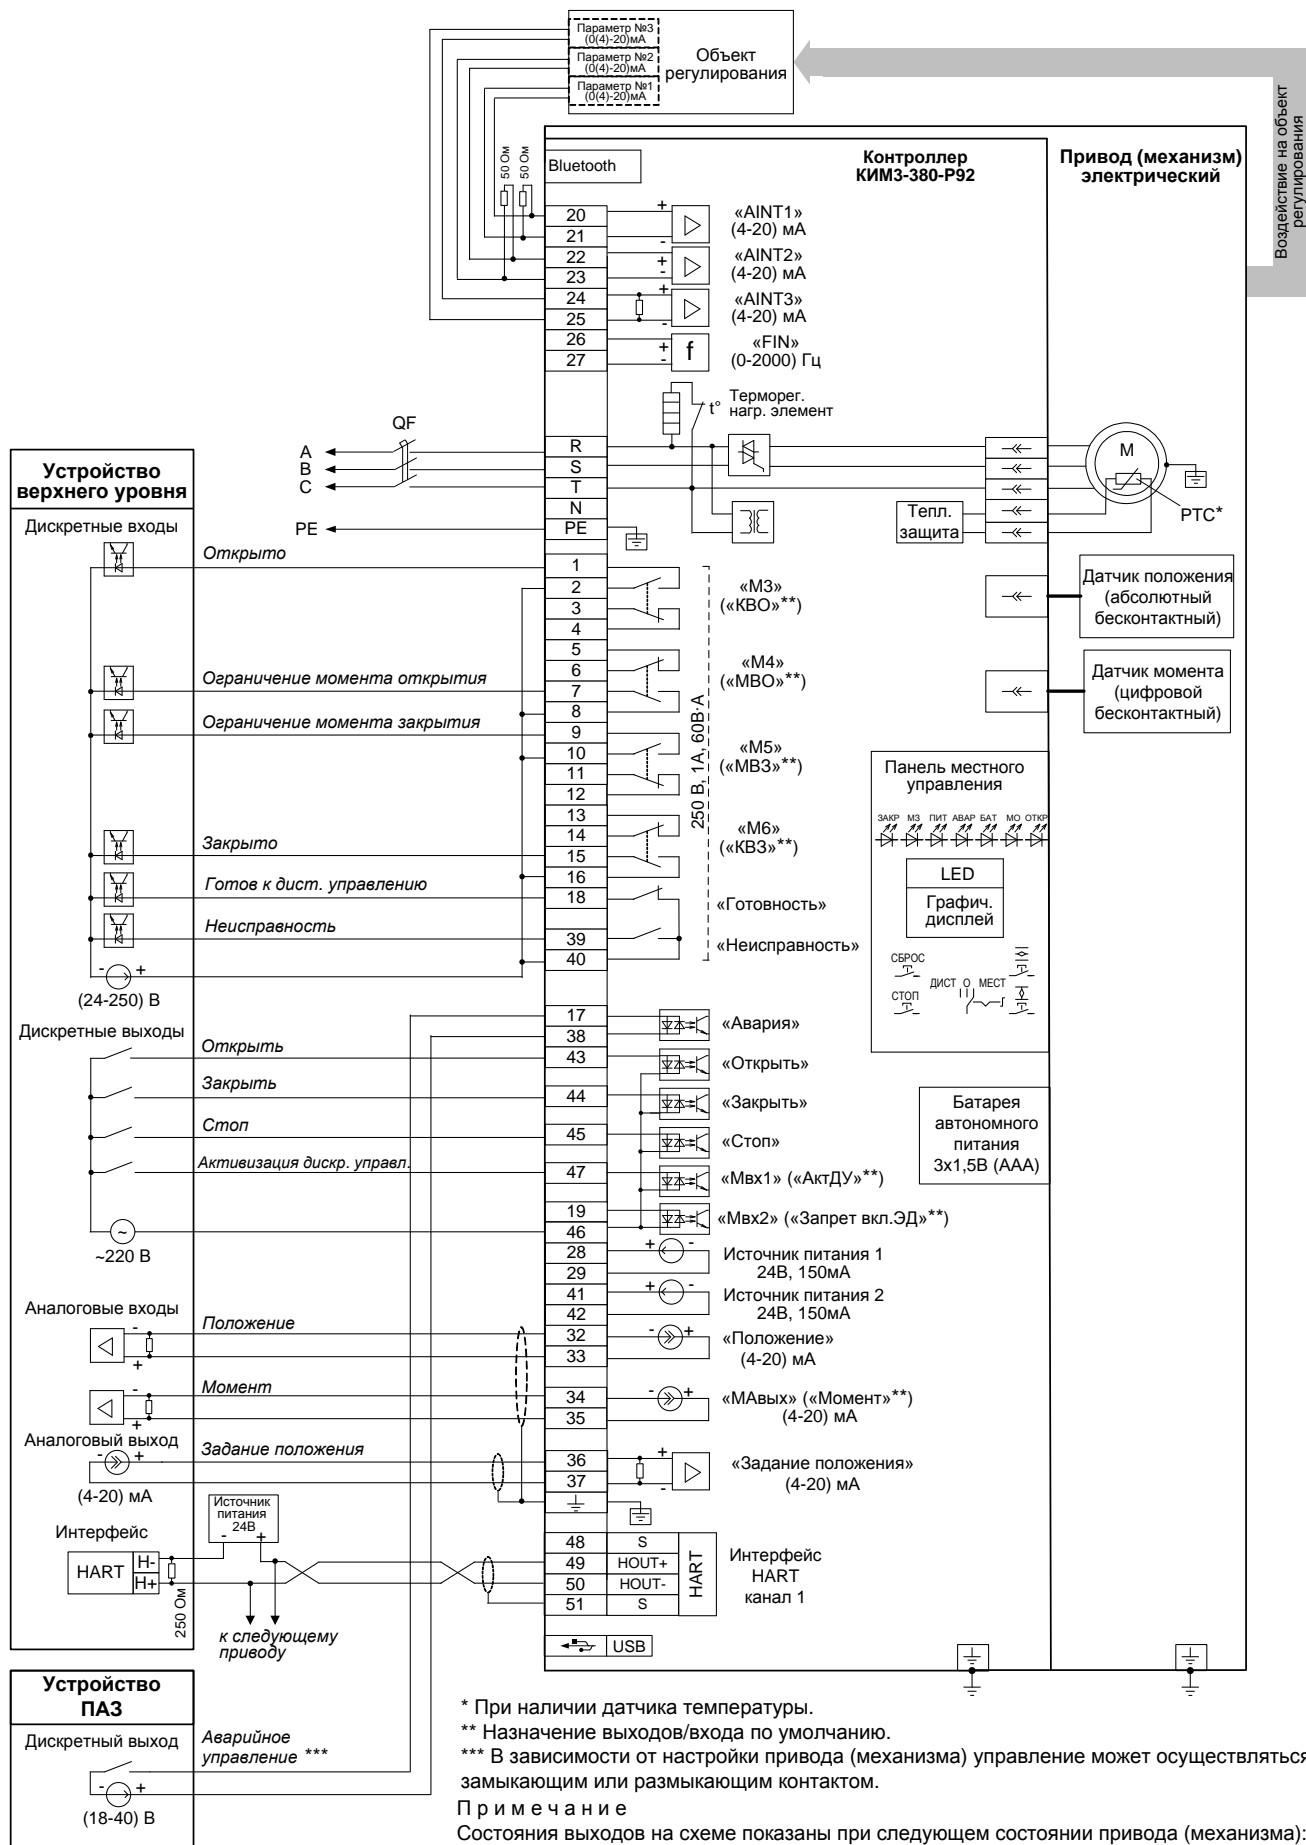 Параметр №3
(0(4)-20)мА
Параметр №2
(0(4)-20)мА
Параметр №1
(0(4)-20)мА
Объект
регулирования
Воздействие на объект
регулирования
50 Ом
50 Ом
Bluetooth
Контроллер
КИМ3-380-Р92
Привод (механизм)
электрический
20
21
22
23
24
25
26
27
+
-
+
-
+
-
+
-
f
«AINT1»
(4-20) мА
«AINT2»
(4-20) мА
«AINT3»
(4-20) мА
«FIN»
(0-2000) Гц
t°
Терморег.
нагр. элемент
QF
A
B
C
PE
R
S
T
N
PE
M
PTC*
Тепл.
защита
Устройство
верхнего уровня
Дискретные входы
Открыто
Ограничение момента открытия
Ограничение момента закрытия
Закрыто
Готов к дист. управлению
Неисправность
- +
(24-250) В
1
2
3
4
5
6
7
8
9
10
11
12
13
14
15
16
18
39
40
250 В, 1А, 60В·А
«М3»
(«КВО»**)
«М4»
(«МВО»**)
«М5»
(«МВЗ»**)
«М6»
(«КВЗ»**)
«Готовность»
«Неисправность»
Датчик положения
(абсолютный
бесконтактный)
Датчик момента
(цифровой
бесконтактный)
Панель местного
управления
ЗАКР МЗ ПИТ АВАР БАТ МО ОТКР
LED
Графич.
дисплей
СБРОС
СТОП
ДИСТ О МЕСТ
Батарея
автономного
питания
3х1,5В (ААА)
Дискретные выходы
Открыть
Закрыть
Стоп
Активизация дискр. управл.
~
~220 В
17
38
43
44
45
47
19
46
28
29
41
42
32
33
34
35
36
37
«Авария»
«Открыть»
«Закрыть»
«Стоп»
«Мвх1» («АктДУ»**)
«Мвх2» («Запрет вкл.ЭД»**)
+ -
Источник питания 1
24В, 150мА
+ -
Источник питания 2
24В, 150мА
- +
«Положение»
(4-20) мА
- +
«МАвых» («Момент»**)
(4-20) мА
+
-
«Задание положения»
(4-20) мА
Аналоговые входы
-
+
Положение
-
+
Момент
Аналоговый выход
- +
Задание положения
(4-20) мА
Источник
питания
24В
- +
Интерфейс
HART
H-
H+
250 Ом
к следующему
приводу
48 S
49 HOUT+
50 HOUT-
51 S
HART
Интерфейс
HART
канал 1
USB
Устройство
ПАЗ
Дискретный выход
Аварийное
управление ***
- +
(18-40) В
* При наличии датчика температуры.
** Назначение выходов/входа по умолчанию.
*** В зависимости от настройки привода (механизма) управление может осуществляться
замыкающим или размыкающим контактом.
Примечание
Состояния выходов на схеме показаны при следующем состоянии привода (механизма):